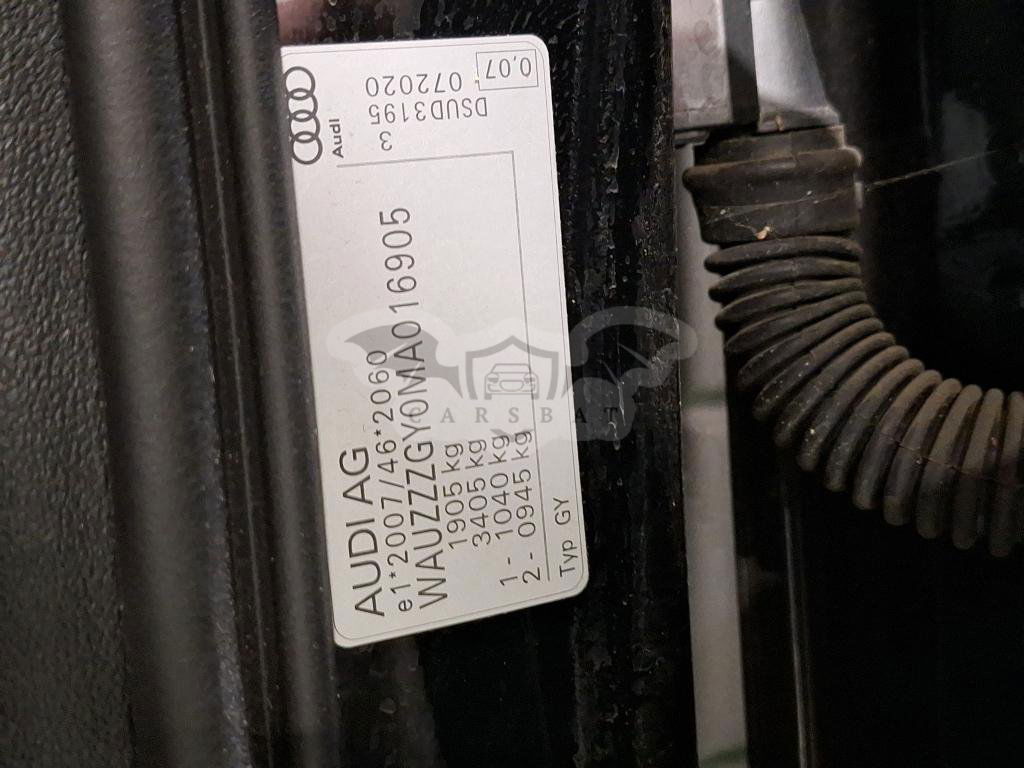 AUDI AG
e1*2007/46*2060
WAUZZZGY0MA016905
1905 kg
3405 kg
1 - 1040 kg
2 - 0945 kg
Typ GY
Audi
3
DSUD3195
072020
0,07
CARSBAT